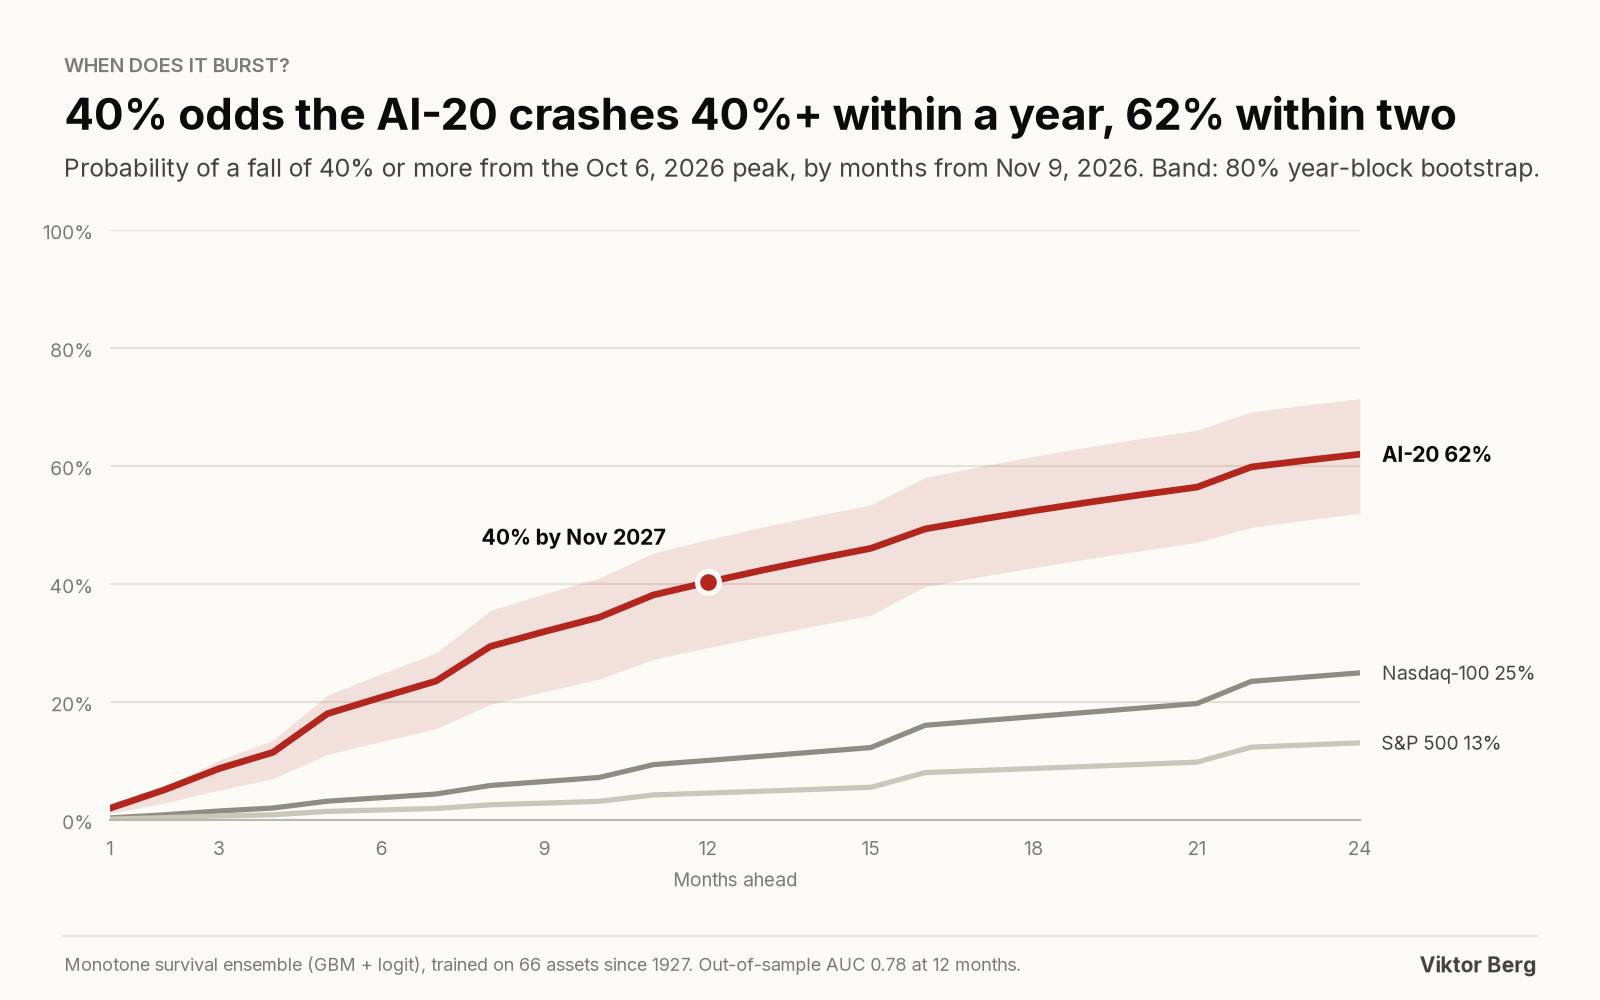 WHEN DOES IT BURST?
40% odds the AI-20 crashes 40%+ within a year, 62% within two
Probability of a fall of 40% or more from the Oct 6, 2026 peak, by months from Nov 9, 2026. Band: 80% year-block bootstrap.
100%
80%
60%
40%
20%
0%
40% by Nov 2027
AI-20 62%
Nasdaq-100 25%
S&P 500 13%
1 3 6 9 12 15 18 21 24
Months ahead
Monotone survival ensemble (GBM + logit), trained on 66 assets since 1927. Out-of-sample AUC 0.78 at 12 months.
Viktor Berg